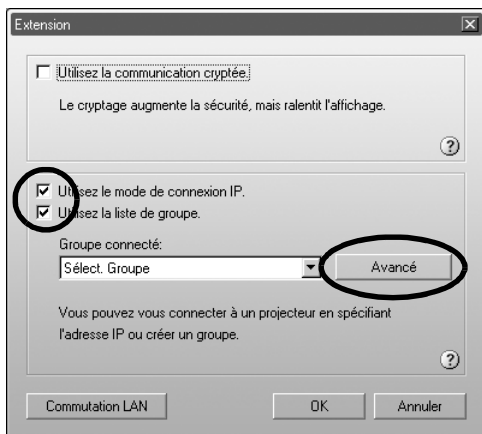 Extension
Utilisez la communication cryptée.
Le cryptage augmente la sécurité, mais ralentit l'affichage.
?
Utilisez le mode de connexion IP.
Utilisez la liste de groupe.
Groupe connecté:
Sélect. Groupe
Avancé
Vous pouvez vous connecter à un projecteur en spécifiant
l'adresse IP ou créer un groupe.
?
Commutation LAN
OK
Annuler